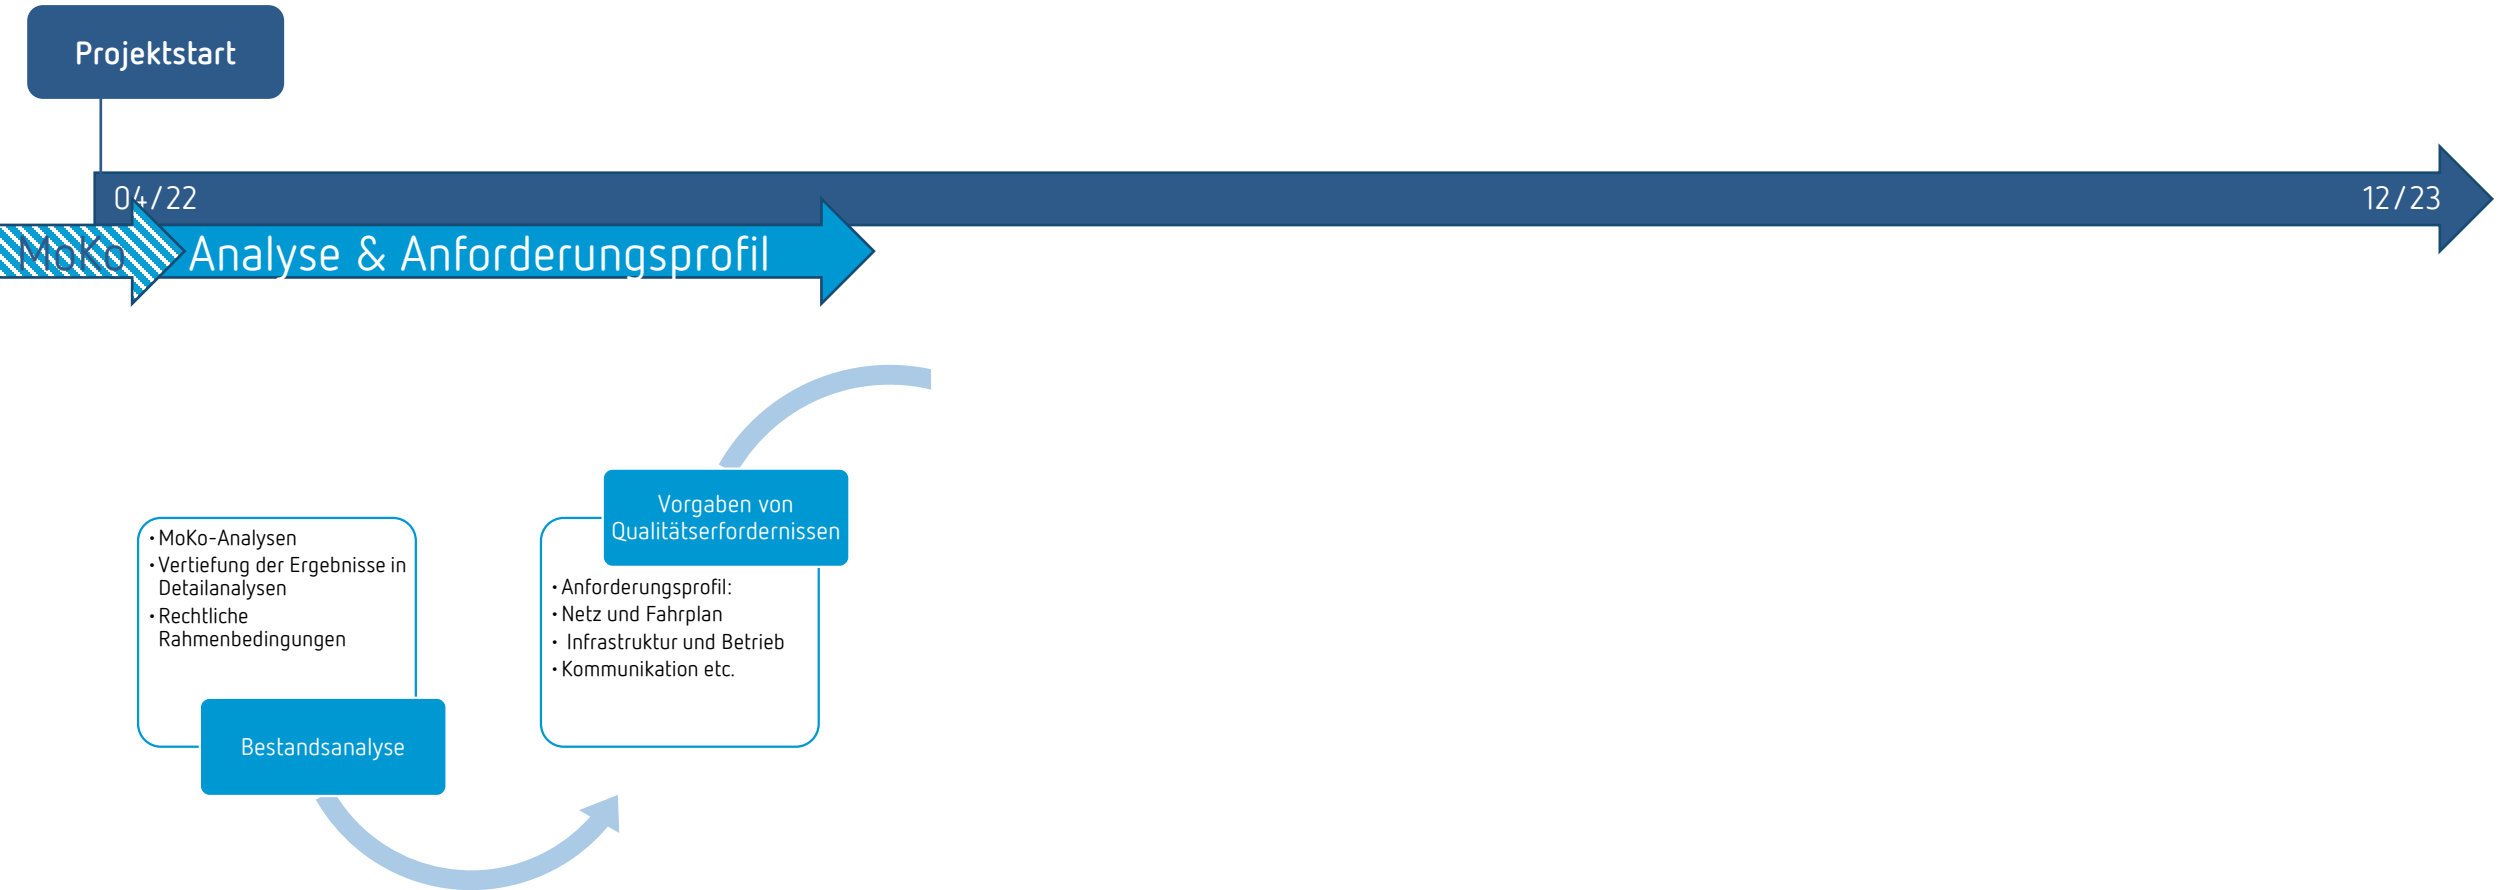 Projektstart
04/22
12/23
MoKo
Analyse & Anforderungsprofil
• MoKo-Analysen
• Vertiefung der Ergebnisse in
Detailanalysen
• Rechtliche
Rahmenbedingungen
Bestandsanalyse
Vorgaben von
Qualitätserfordernissen
• Anforderungsprofil:
• Netz und Fahrplan
• Infrastruktur und Betrieb
• Kommunikation etc.